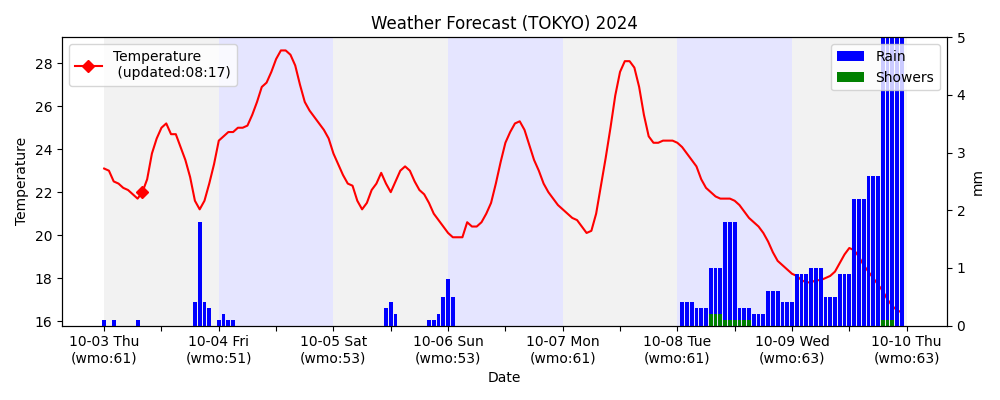 Weather Forecast (TOKYO) 2024
Temperature
(updated:08:17)
Rain
Showers
Temperature
28
26
24
22
20
18
16
5
4
3
2
1
0
mm
10-03 Thu
(wmo:61)
10-04 Fri
(wmo:51)
10-05 Sat
(wmo:53)
10-06 Sun
(wmo:53)
10-07 Mon
(wmo:61)
10-08 Tue
(wmo:61)
10-09 Wed
(wmo:63)
10-10 Thu
(wmo:63)
Date